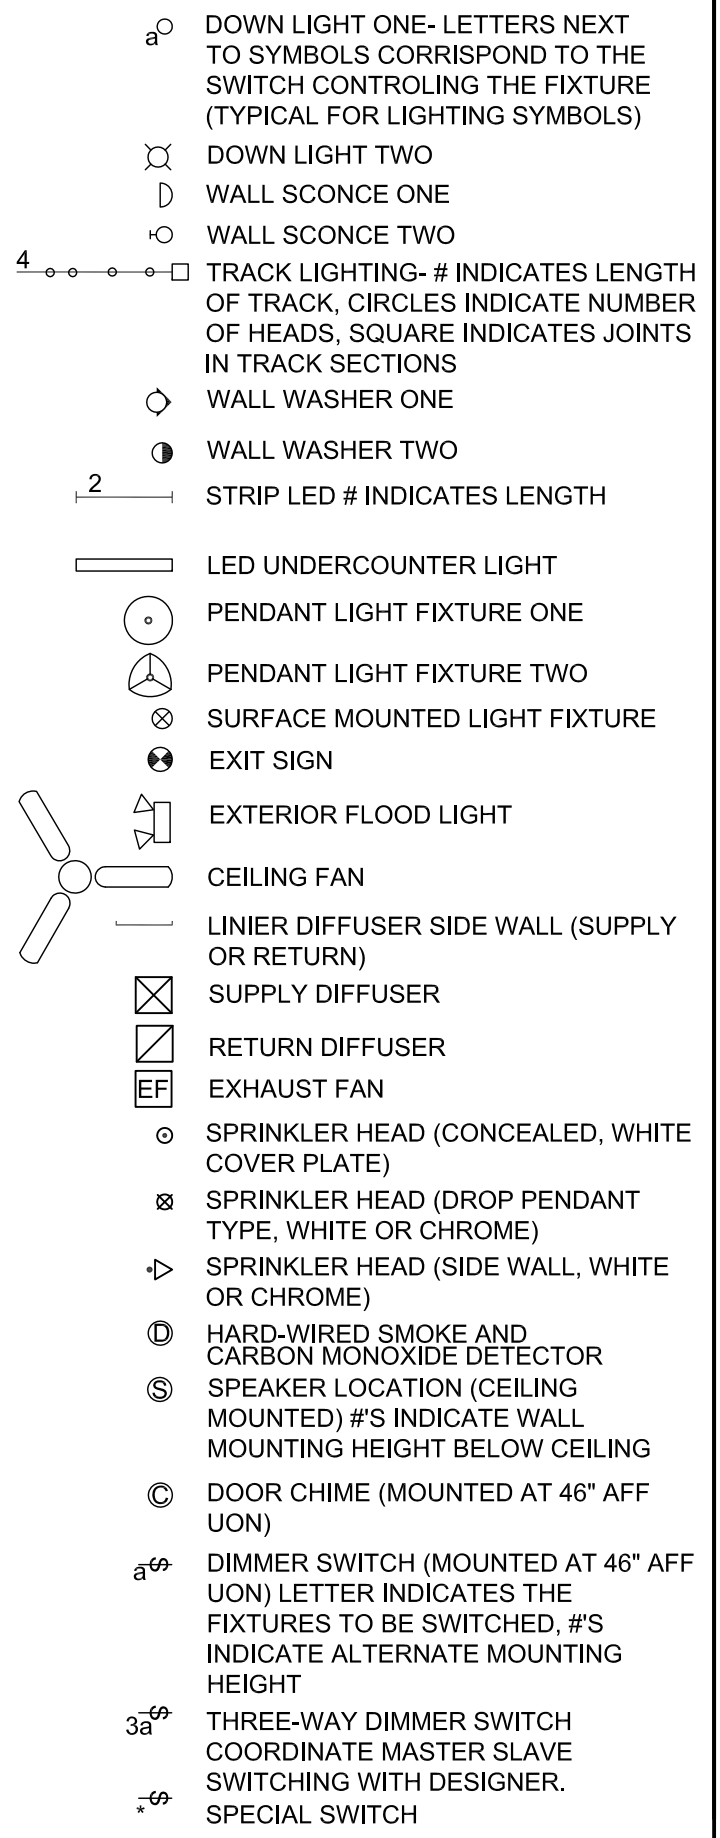 a DOWN LIGHT ONE- LETTERS NEXT
TO SYMBOLS CORRISPOND TO THE
SWITCH CONTROLING THE FIXTURE
(TYPICAL FOR LIGHTING SYMBOLS)
DOWN LIGHT TWO
WALL SCONCE ONE
WALL SCONCE TWO
4 TRACK LIGHTING- # INDICATES LENGTH
OF TRACK, CIRCLES INDICATE NUMBER
OF HEADS, SQUARE INDICATES JOINTS
IN TRACK SECTIONS
WALL WASHER ONE
WALL WASHER TWO
2 STRIP LED # INDICATES LENGTH
LED UNDERCOUNTER LIGHT
PENDANT LIGHT FIXTURE ONE
PENDANT LIGHT FIXTURE TWO
SURFACE MOUNTED LIGHT FIXTURE
EXIT SIGN
EXTERIOR FLOOD LIGHT
CEILING FAN
LINIER DIFFUSER SIDE WALL (SUPPLY
OR RETURN)
SUPPLY DIFFUSER
RETURN DIFFUSER
EF EXHAUST FAN
SPRINKLER HEAD (CONCEALED, WHITE
COVER PLATE)
SPRINKLER HEAD (DROP PENDANT
TYPE, WHITE OR CHROME)
SPRINKLER HEAD (SIDE WALL, WHITE
OR CHROME)
D HARD-WIRED SMOKE AND
CARBON MONOXIDE DETECTOR
S SPEAKER LOCATION (CEILING
MOUNTED) #'S INDICATE WALL
MOUNTING HEIGHT BELOW CEILING
C DOOR CHIME (MOUNTED AT 46" AFF
UON)
a$ DIMMER SWITCH (MOUNTED AT 46" AFF
UON) LETTER INDICATES THE
FIXTURES TO BE SWITCHED, #'S
INDICATE ALTERNATE MOUNTING
HEIGHT
3a$ THREE-WAY DIMMER SWITCH
COORDINATE MASTER SLAVE
SWITCHING WITH DESIGNER.
*$ SPECIAL SWITCH